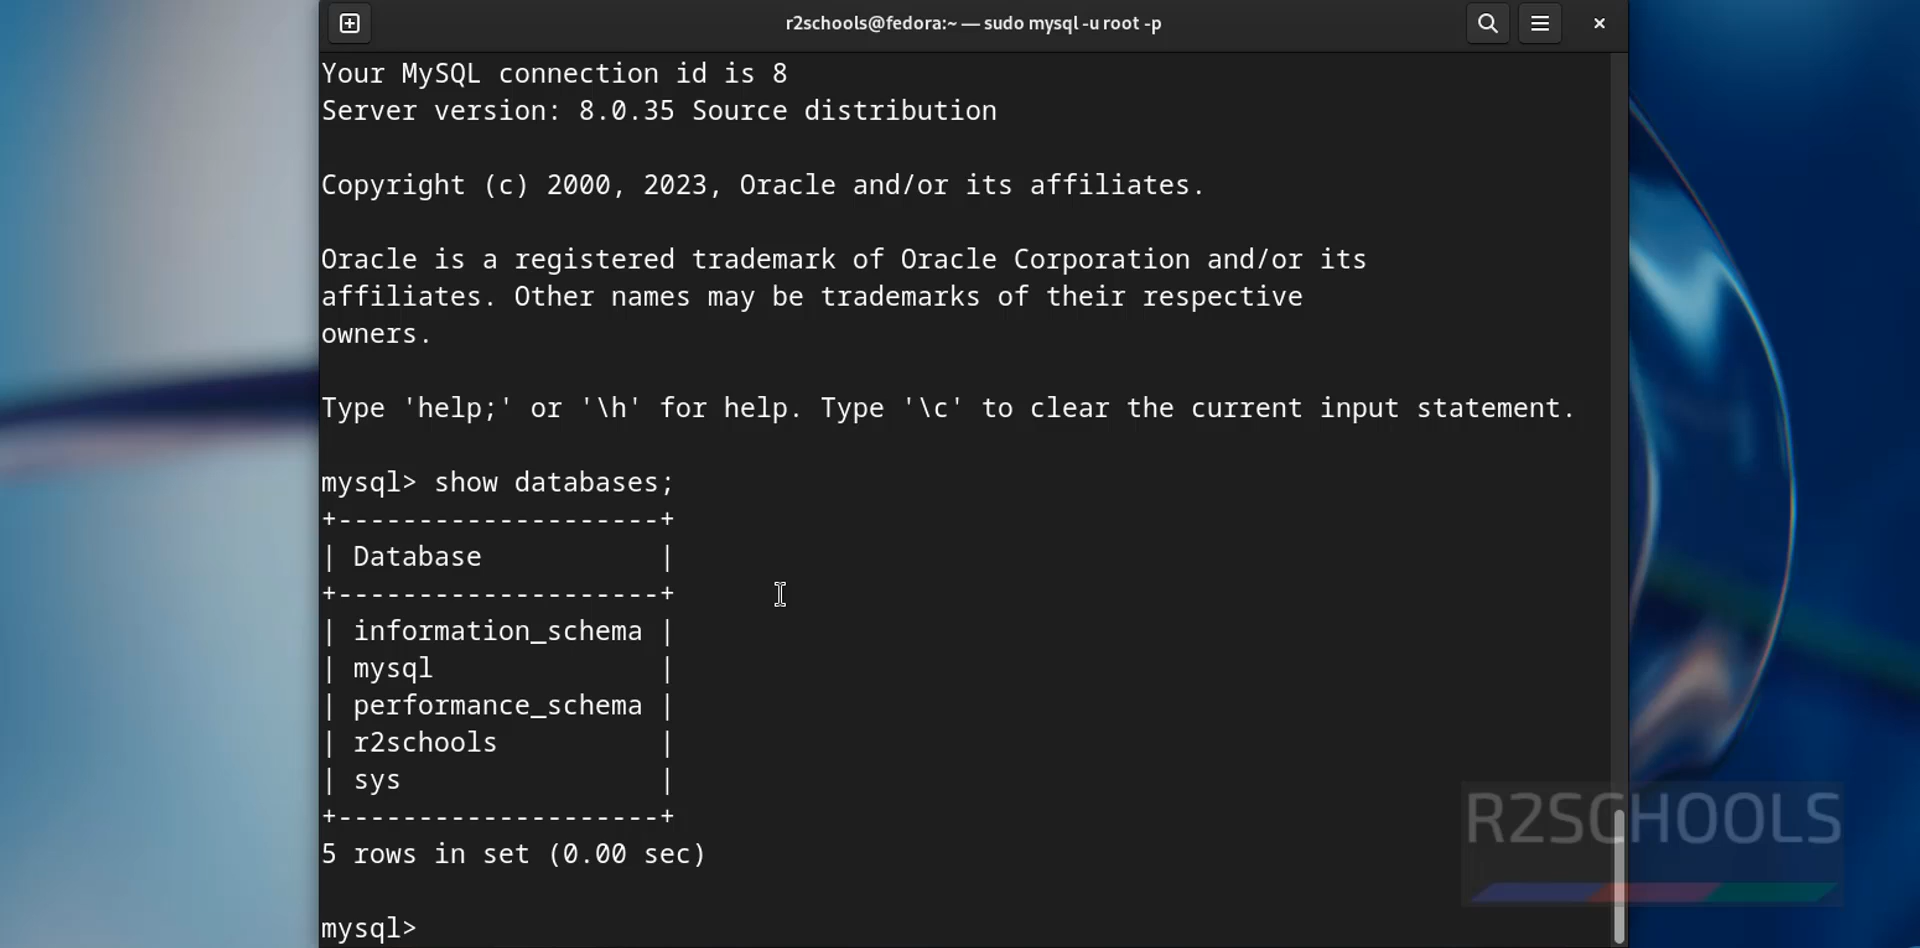 r2schools@fedora:~ — sudo mysql -u root -p
Your MySQL connection id is 8
Server version: 8.0.35 Source distribution
Copyright (c) 2000, 2023, Oracle and/or its affiliates.
Oracle is a registered trademark of Oracle Corporation and/or its
affiliates. Other names may be trademarks of their respective
owners.
Type 'help;' or '\h' for help. Type '\c' to clear the current input statement.
mysql> show databases;
+--------------------+
| Database           |
+--------------------+
| information_schema |
| mysql              |
| performance_schema |
| r2schools          |
| sys                |
+--------------------+
5 rows in set (0.00 sec)
mysql>
R2SCHOOLS